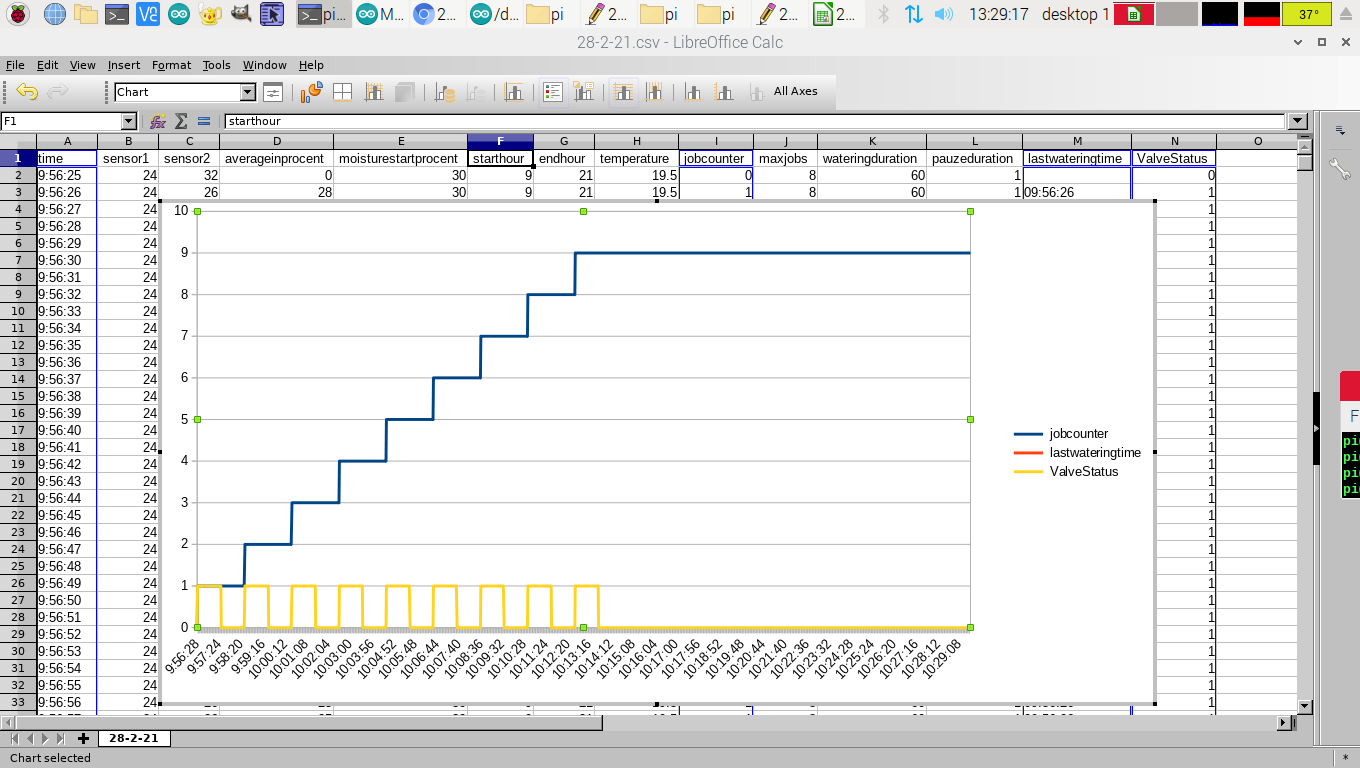 pi... M... 2... /d... pi 2... pi pi 2... 2... 13:29:17 desktop 1 37°
28-2-21.csv - LibreOffice Calc
File Edit View Insert Format Tools Window Help
Chart All Axes
F1 starthour
A B C D E F G H I J K L M N O
1 time sensor1 sensor2 averageinprocent moisturestartprocent starthour endhour temperature jobcounter maxjobs wateringduration pauzeduration lastwateringtime ValveStatus
2 9:56:25 24 32 0 30 9 21 19.5 0 8 60 1 0
3 9:56:26 24 26 28 30 9 21 19.5 1 8 60 1 09:56:26 1
4 9:56:27 24 1
5 9:56:28 24 1
6 9:56:29 24 1
7 9:56:30 24 1
8 9:56:31 24 1
9 9:56:32 24 1
10 9:56:33 24 1
11 9:56:34 24 1
12 9:56:35 24 1
13 9:56:36 24 1
14 9:56:37 24 1
15 9:56:38 24 1
16 9:56:39 24 1
17 9:56:40 24 1
18 9:56:41 24 1
19 9:56:42 24 1
20 9:56:43 24 1
21 9:56:44 24 1
22 9:56:45 24 1
23 9:56:46 24 1
24 9:56:47 24 1
25 9:56:48 24 1
26 9:56:49 24 1
27 9:56:50 24 1
28 9:56:51 24 1
29 9:56:52 24 1
30 9:56:53 24 1
31 9:56:54 24 1
32 9:56:55 24 1
33 9:56:56 24 1
10
9
8
7
6
5
4
3
2
1
0
jobcounter
lastwateringtime
ValveStatus
9:56:28 9:57:24 9:58:20 9:59:16 10:00:12 10:01:08 10:02:04 10:03:00 10:03:56 10:04:52 10:05:48 10:06:44 10:07:40 10:08:36 10:09:32 10:10:28 10:11:24 10:12:20 10:13:16 10:14:12 10:15:08 10:16:04 10:17:00 10:17:56 10:18:52 10:19:48 10:20:44 10:21:40 10:22:36 10:23:32 10:24:28 10:25:24 10:26:20 10:27:16 10:28:12 10:29:08
F
pi
pi
pi
pi
28-2-21
Chart selected *